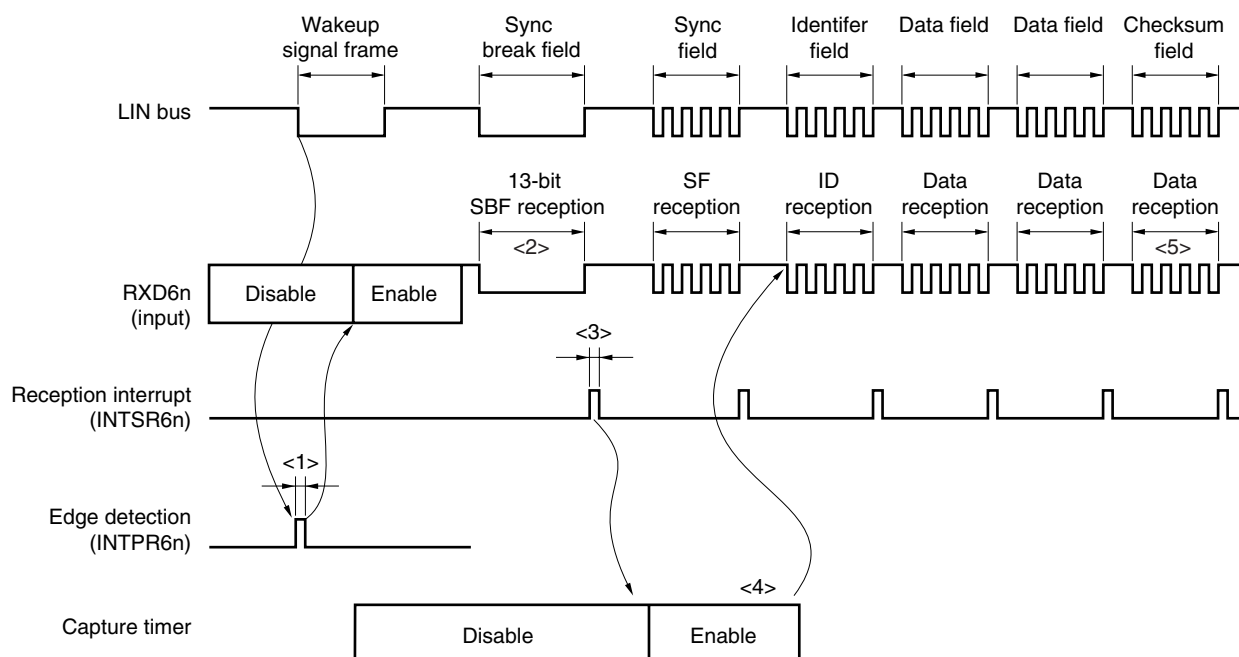 Wakeup
signal frame
Sync
break field
Sync
field
Identifer
field
Data field
Data field
Checksum
field
LIN bus
13-bit
SBF reception
<2>
SF
reception
ID
reception
Data
reception
Data
reception
Data
reception
<5>
RXD6n
(input)
Disable
Enable
<3>
Reception interrupt
(INTSR6n)
<1>
Edge detection
(INTPR6n)
<4>
Capture timer
Disable
Enable